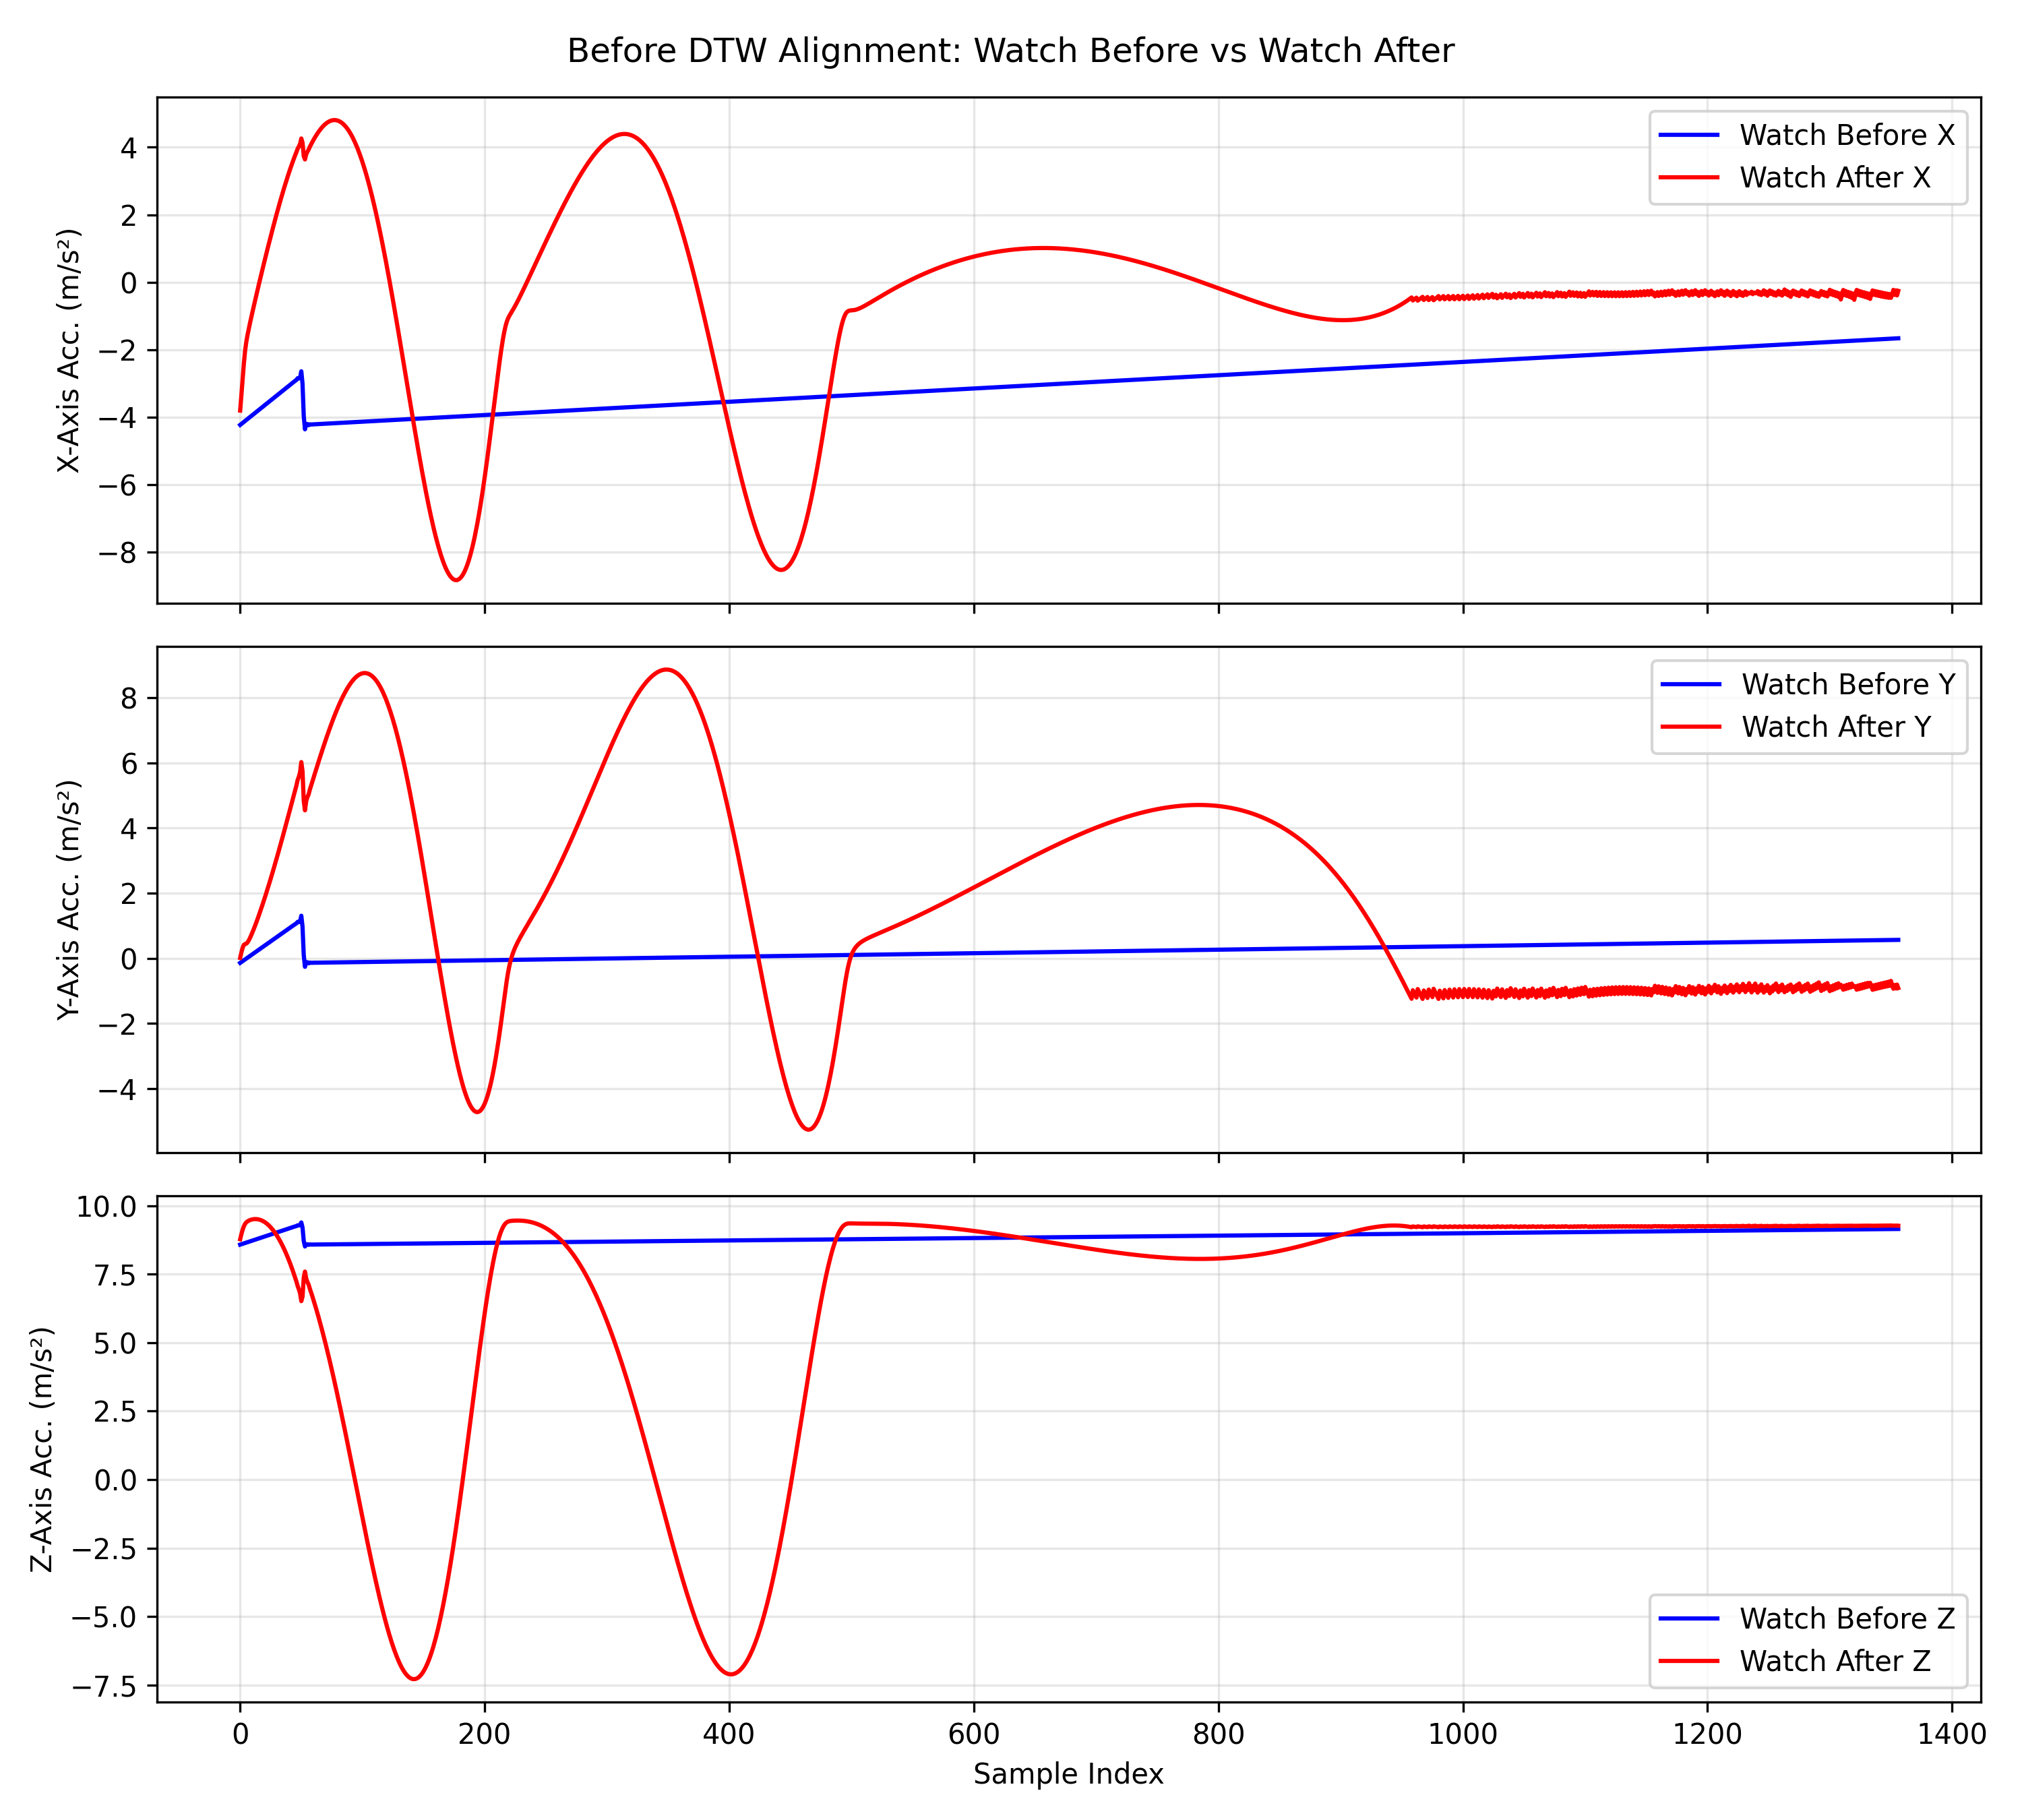 Before DTW Alignment: Watch Before vs Watch After
X-Axis Acc. (m/s²)
4
2
0
−2
−4
−6
−8
Watch Before X
Watch After X
Y-Axis Acc. (m/s²)
8
6
4
2
0
−2
−4
Watch Before Y
Watch After Y
Z-Axis Acc. (m/s²)
10.0
7.5
5.0
2.5
0.0
−2.5
−5.0
−7.5
Watch Before Z
Watch After Z
0 200 400 600 800 1000 1200 1400
Sample Index